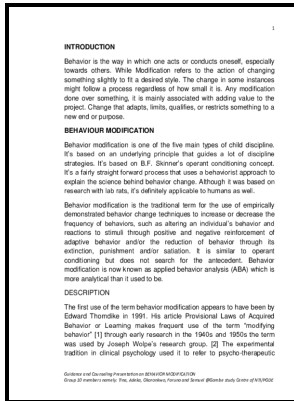 1
INTRODUCTION
Behavior is the way in which one acts or conducts oneself, especially
towards others. While Modification refers to the action of changing
something slightly to fit a desired style. The change in some instances
might follow a process regardless of how small it is. Any modification
done over something, it is mainly associated with adding value to the
project. Change that adapts, limits, qualifies, or restricts something to a
new end or purpose.
BEHAVIOUR MODIFICATION
Behavior modification is one of the five main types of child discipline.
It's based on an underlying principle that guides a lot of discipline
strategies. It's based on B.F. Skinner's operant conditioning concept.
It's a fairly straight forward process that uses a behaviorist approach to
explain the science behind behavior change. Although it was based on
research with lab rats, it's definitely applicable to humans as well.
Behavior modification is the traditional term for the use of empirically
demonstrated behavior change techniques to increase or decrease the
frequency of behaviors, such as altering an individual's behavior and
reactions to stimuli through positive and negative reinforcement of
adaptive behavior and/or the reduction of behavior through its
extinction, punishment and/or satiation. It is similar to operant
conditioning but does not search for the antecedent. Behavior
modification is now known as applied behavior analysis (ABA) which is
more analytical than it used to be.
DESCRIPTION
The first use of the term behavior modification appears to have been by
Edward Thorndike in 1991. His article Provisional Laws of Acquired
Behavior or Learning makes frequent use of the term "modifying
behavior" [1] through early research in the 1940s and 1950s the term
was used by Joseph Wolpe's research group. [2] The experimental
tradition in clinical psychology used it to refer to psycho-therapeutic
Guidance and Counseling Presentation on BEHAVIOR MODIFICATION
Group 10 members namely: Tina, and Samuel study Centre of NTI/PGDE